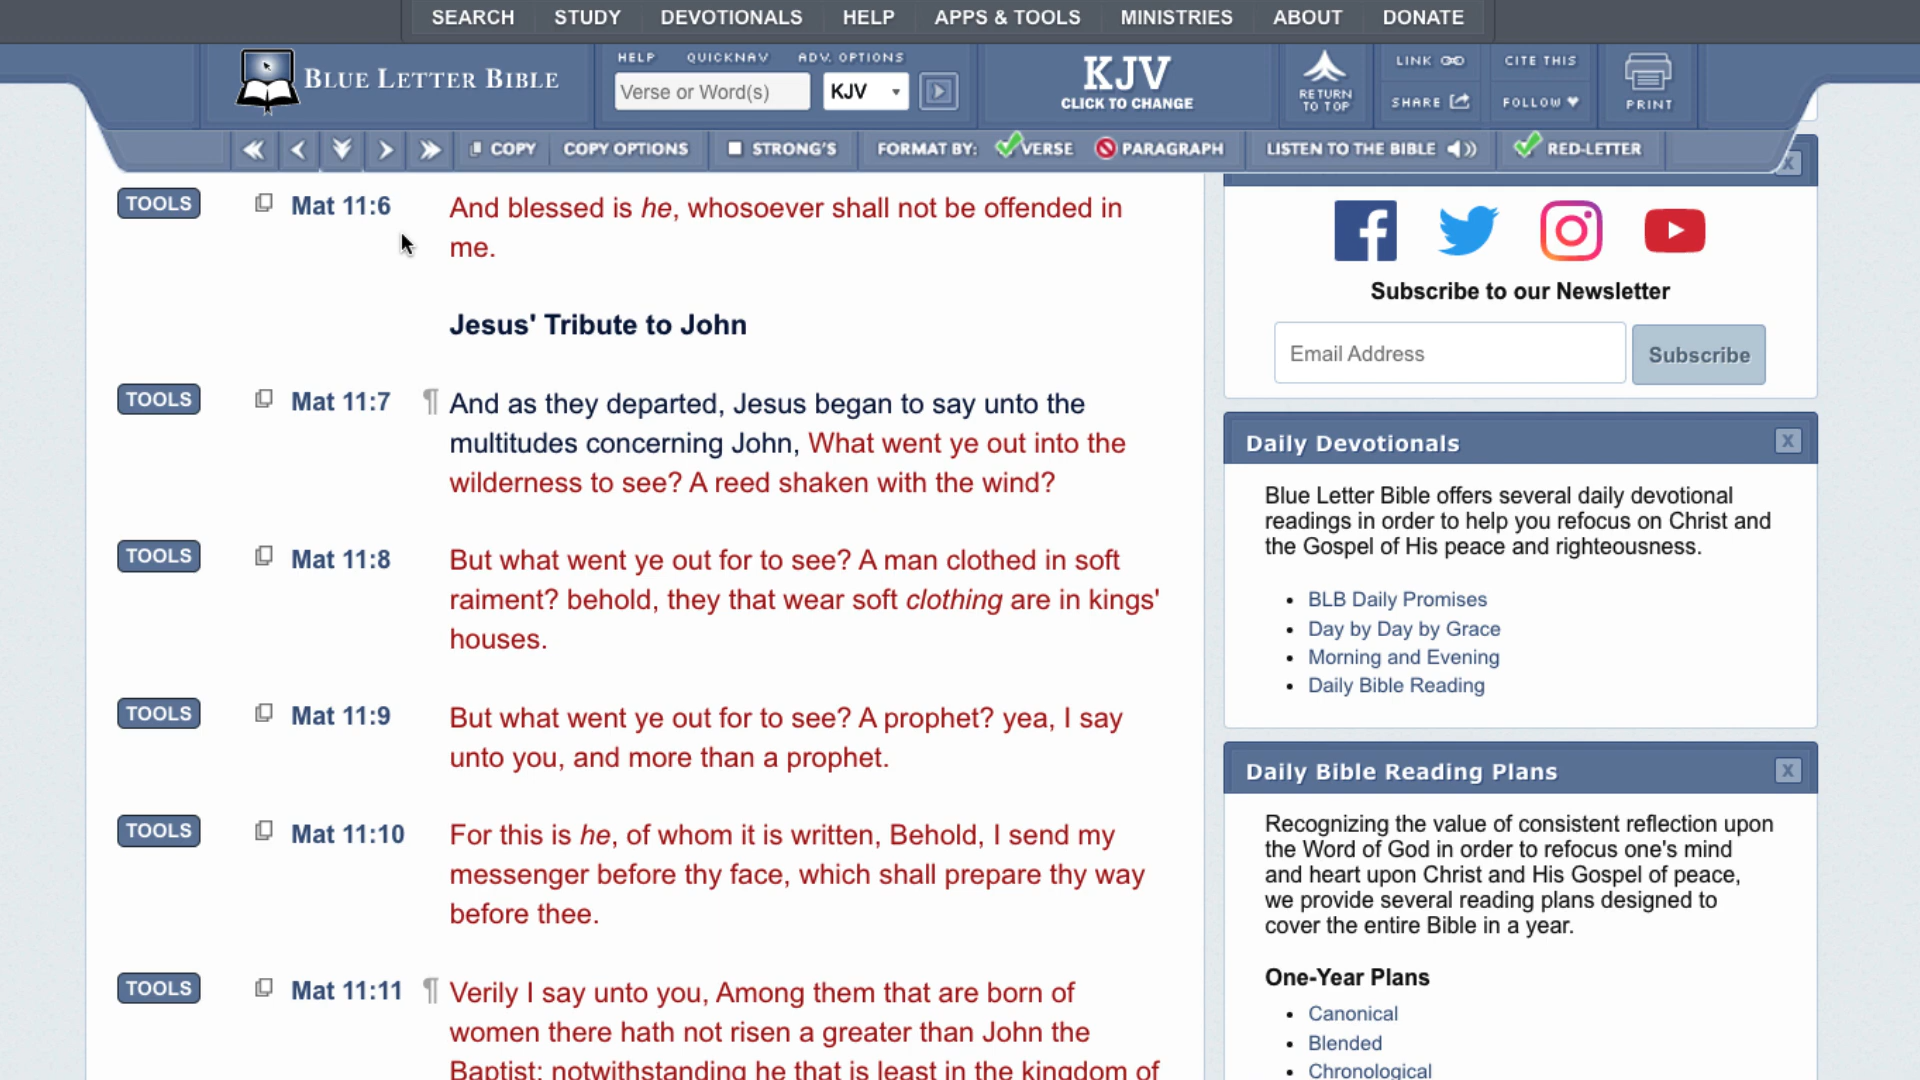 SEARCH STUDY DEVOTIONALS HELP APPS & TOOLS MINISTRIES ABOUT DONATE
BLUE LETTER BIBLE
HELP QUICKNAV ADV. OPTIONS
Verse or Word(s) KJV
KJV
CLICK TO CHANGE
RETURN
TO TOP
LINK
SHARE
CITE THIS
FOLLOW
PRINT
COPY COPY OPTIONS STRONG'S FORMAT BY: VERSE PARAGRAPH LISTEN TO THE BIBLE RED-LETTER
X
TOOLS Mat 11:6 And blessed is he, whosoever shall not be offended in
me.
Jesus' Tribute to John
TOOLS Mat 11:7 ¶ And as they departed, Jesus began to say unto the
multitudes concerning John, What went ye out into the
wilderness to see? A reed shaken with the wind?
TOOLS Mat 11:8 But what went ye out for to see? A man clothed in soft
raiment? behold, they that wear soft clothing are in kings'
houses.
TOOLS Mat 11:9 But what went ye out for to see? A prophet? yea, I say
unto you, and more than a prophet.
TOOLS Mat 11:10 For this is he, of whom it is written, Behold, I send my
messenger before thy face, which shall prepare thy way
before thee.
TOOLS Mat 11:11 ¶ Verily I say unto you, Among them that are born of
women there hath not risen a greater than John the
Baptist: notwithstanding he that is least in the kingdom of
Subscribe to our Newsletter
Email Address Subscribe
Daily Devotionals X
Blue Letter Bible offers several daily devotional
readings in order to help you refocus on Christ and
the Gospel of His peace and righteousness.
• BLB Daily Promises
• Day by Day by Grace
• Morning and Evening
• Daily Bible Reading
Daily Bible Reading Plans X
Recognizing the value of consistent reflection upon
the Word of God in order to refocus one's mind
and heart upon Christ and His Gospel of peace,
we provide several reading plans designed to
cover the entire Bible in a year.
One-Year Plans
• Canonical
• Blended
• Chronological